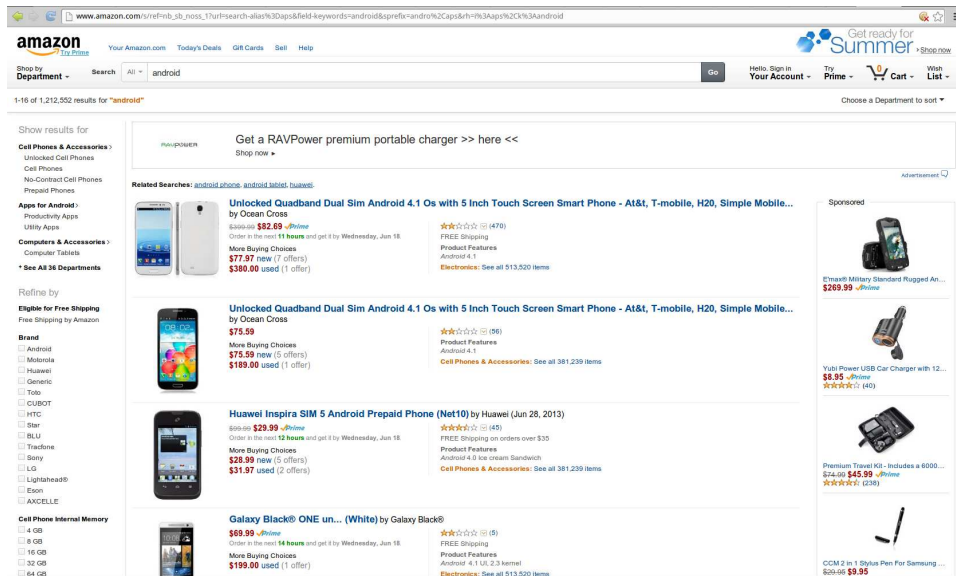 www.amazon.com/s/ref=nb_sb_noss_1?url=search-alias%3Daps&field-keywords=android&sprefix=andro%2Caps&rh=i%3Aaps%2Ck%3Aandroid
amazon
Try Prime
Your Amazon.com Today's Deals Gift Cards Sell Help
Get ready for
Summer
Shop now
Shop by
Department
Search
All
android
Go
Hello. Sign in
Your Account
Try
Prime
0
Cart
Wish
List
1-16 of 1,212,552 results for "android"
Choose a Department to sort
Show results for
Cell Phones & Accessories
Unlocked Cell Phones
Cell Phones
No-Contract Cell Phones
Prepaid Phones
Apps for Android
Productivity Apps
Utility Apps
Computers & Accessories
Computer Tablets
+ See All 36 Departments
Refine by
Eligible for Free Shipping
Free Shipping by Amazon
Brand
Android
Motorola
Huawei
Generic
Toto
CUBOT
HTC
Star
BLU
Tracfone
Sony
LG
Lightahead®
Eson
AXCELLE
Cell Phone Internal Memory
4 GB
8 GB
16 GB
32 GB
64 GB
RAVPOWER
Get a RAVPower premium portable charger >> here <<
Shop now
Advertisement
Related Searches: android phone, android tablet, huawei.
Unlocked Quadband Dual Sim Android 4.1 Os with 5 Inch Touch Screen Smart Phone - At&t, T-mobile, H20, Simple Mobile...
by Ocean Cross
$399.99 $82.69 Prime
Order in the next 11 hours and get it by Wednesday, Jun 18.
More Buying Choices
$77.97 new (7 offers)
$380.00 used (1 offer)
(470)
FREE Shipping
Product Features
Android 4.1
Electronics: See all 513,520 items
Unlocked Quadband Dual Sim Android 4.1 Os with 5 Inch Touch Screen Smart Phone - At&t, T-mobile, H20, Simple Mobile...
by Ocean Cross
$75.59
More Buying Choices
$75.59 new (5 offers)
$189.00 used (1 offer)
(56)
Product Features
Android 4.1
Cell Phones & Accessories: See all 381,239 items
Huawei Inspira SIM 5 Android Prepaid Phone (Net10) by Huawei (Jun 28, 2013)
$99.99 $29.99 Prime
Order in the next 12 hours and get it by Wednesday, Jun 18.
More Buying Choices
$28.99 new (5 offers)
$31.97 used (2 offers)
(45)
FREE Shipping on orders over $35
Product Features
Android 4.0 Ice cream Sandwich
Cell Phones & Accessories: See all 381,239 items
Galaxy Black® ONE un... (White) by Galaxy Black®
$69.99 Prime
Order in the next 14 hours and get it by Wednesday, Jun 18.
More Buying Choices
$199.00 used (1 offer)
(5)
FREE Shipping
Product Features
Android 4.1 UI, 2.3 kernel
Electronics: See all 513,520 items
Sponsored
E'max® Military Standard Rugged An...
$269.99 Prime
Yubi Power USB Car Charger with 12...
$8.95 Prime
(40)
Premium Travel Kit - Includes a 6000...
$74.99 $45.99 Prime
(238)
CCM 2 in 1 Stylus Pen For Samsung ...
$29.95 $9.95